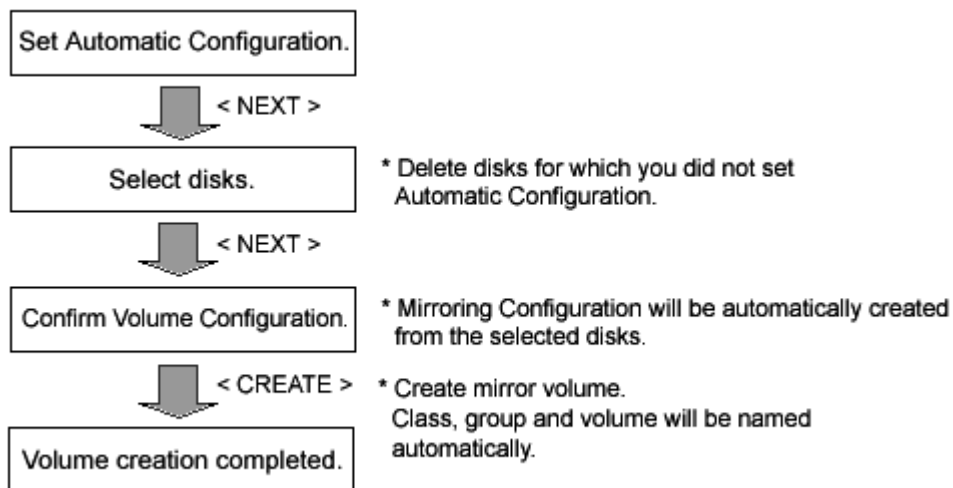 Set Automatic Configuration.
< NEXT >
Select disks.
* Delete disks for which you did not set
Automatic Configuration.
< NEXT >
Confirm Volume Configuration.
* Mirroring Configuration will be automatically created
from the selected disks.
< CREATE >
* Create mirror volume.
Class, group and volume will be named
automatically.
Volume creation completed.